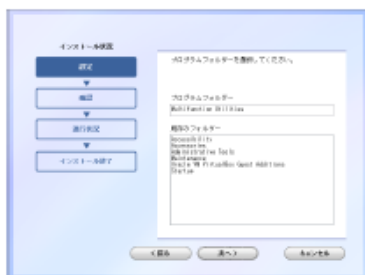 インストール状況
設定
確認
進行状況
インストール終了
プログラムフォルダーを選択してください。
プログラムフォルダー
Multifunction Utilities
既存のフォルダー
Accessibility
Accessories
Administrative Tools
Maintenance
Oracle VM VirtualBox Guest Additions
Startup
<戻る
次へ>
キャンセル